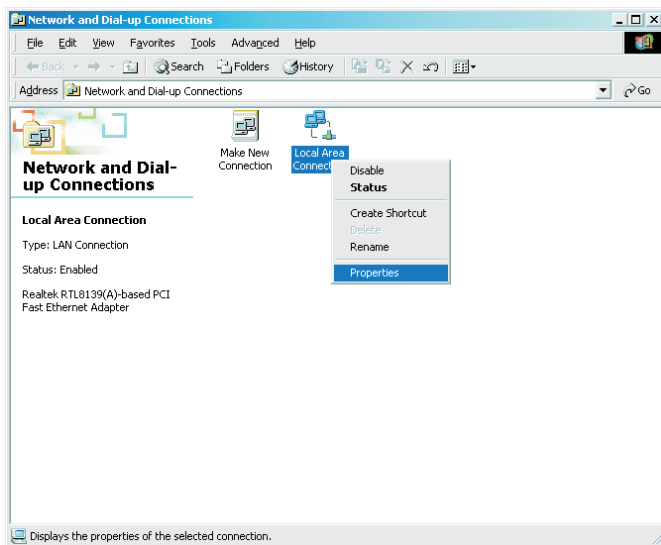 Network and Dial-up Connections
File Edit View Favorites Tools Advanced Help
Back Search Folders History
Address Network and Dial-up Connections Go
Make New
Connection
Local Area
Connect
Network and Dial-
up Connections
Local Area Connection
Type: LAN Connection
Status: Enabled
Realtek RTL8139(A)-based PCI
Fast Ethernet Adapter
Disable
Status
Create Shortcut
Delete
Rename
Properties
Displays the properties of the selected connection.